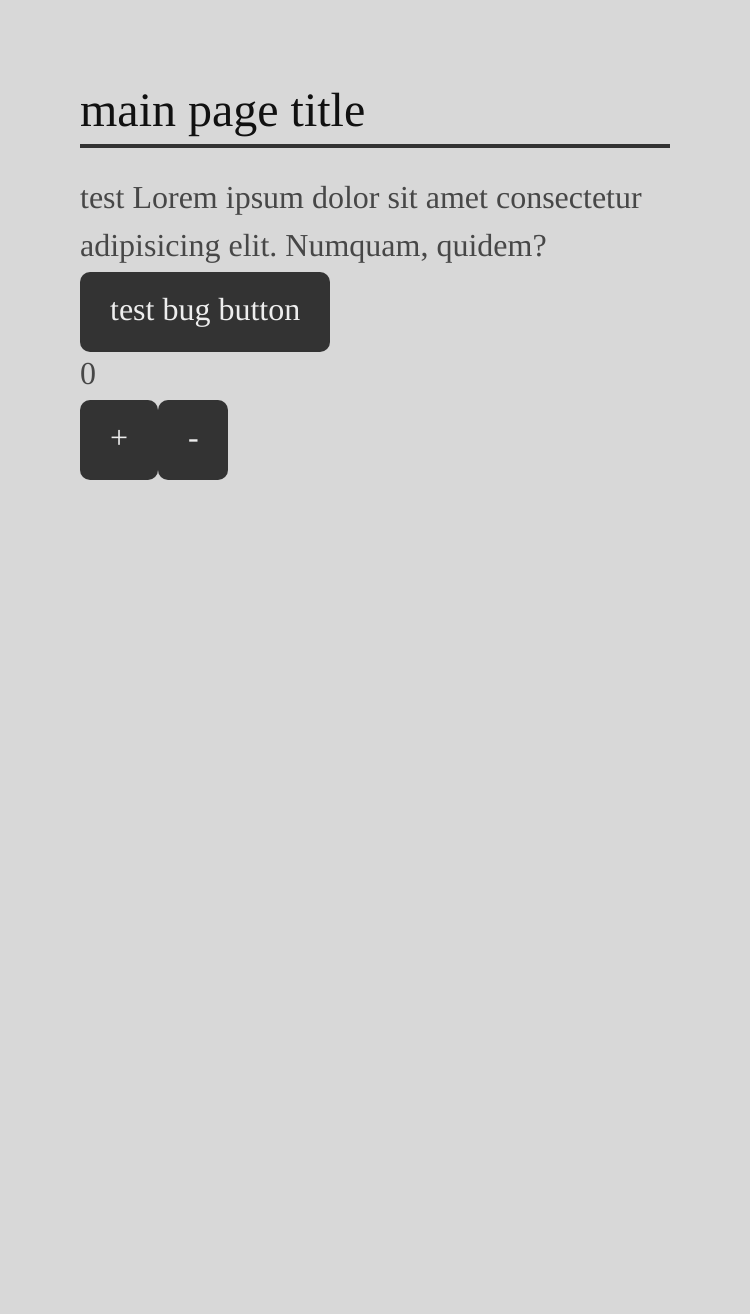 main page title
test Lorem ipsum dolor sit amet consectetur
adipisicing elit. Numquam, quidem?
test bug button
0
+ -